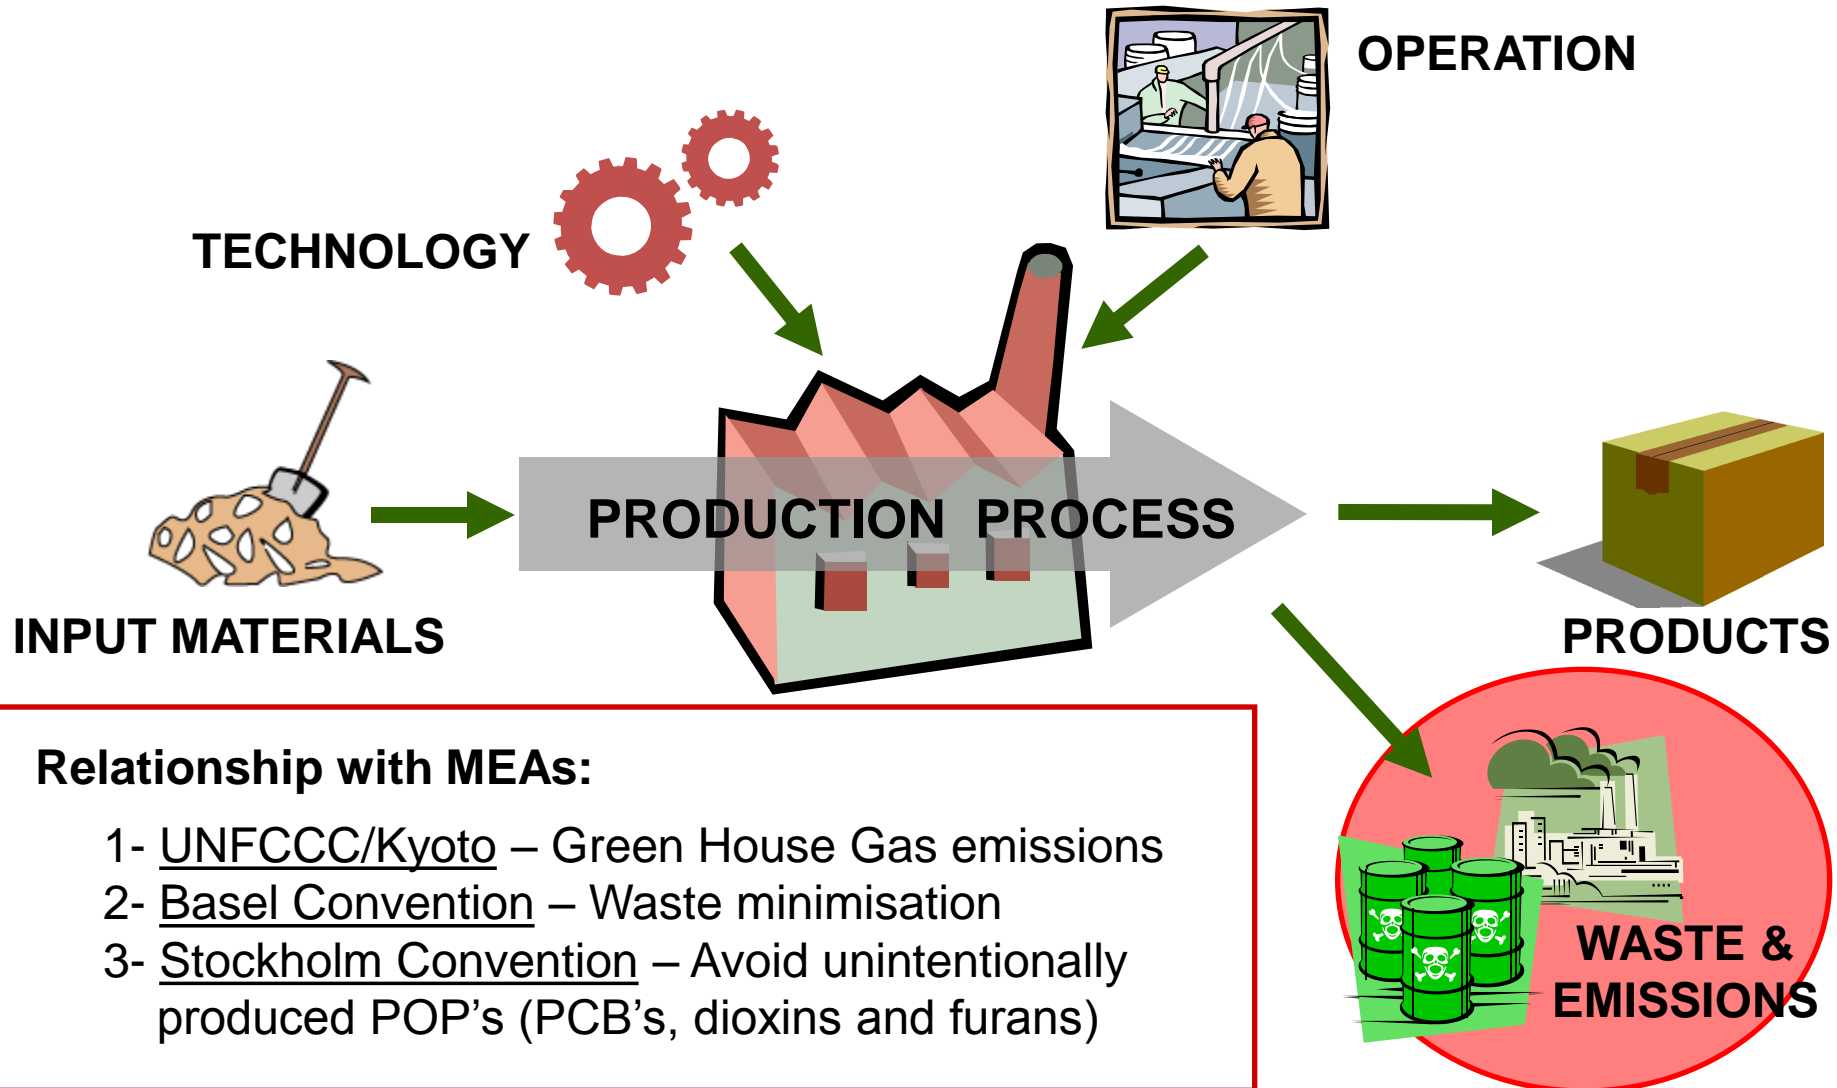 OPERATION
TECHNOLOGY
PRODUCTION PROCESS
INPUT MATERIALS
PRODUCTS
Relationship with MEAs:
1- UNFCCC/Kyoto – Green House Gas emissions
2- Basel Convention – Waste minimisation
3- Stockholm Convention – Avoid unintentionally
produced POP’s (PCB’s, dioxins and furans)
WASTE &
EMISSIONS